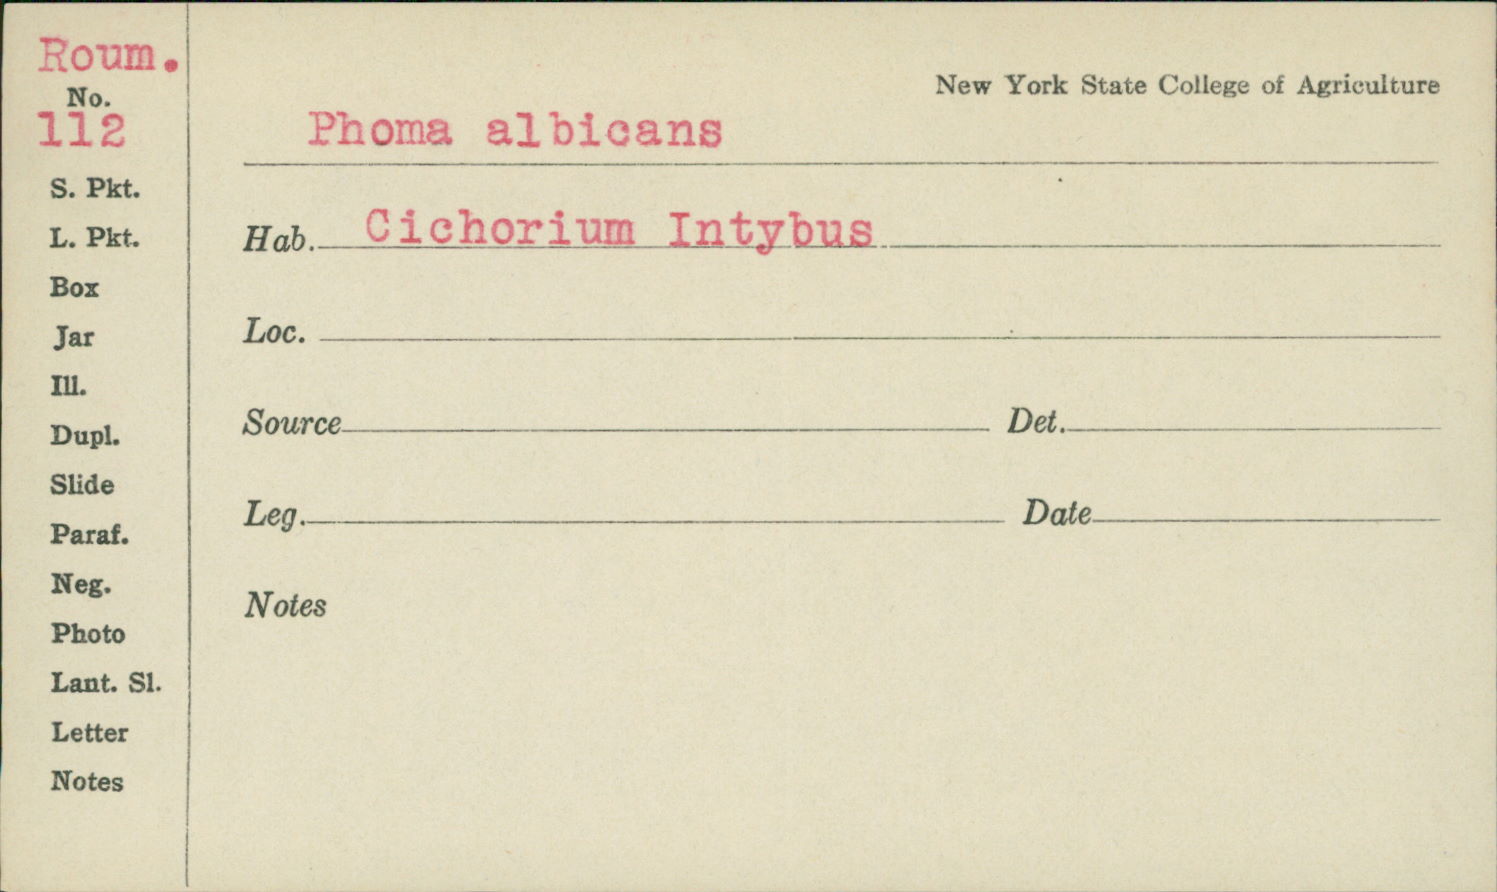 Roum.
No.
112
S. Pkt.
L. Pkt.
Box
Jar
Ill.
Dupl.
Slide
Paraf.
Neg.
Photo
Lant. Sl.
Letter
Notes
New York State College of Agriculture
Phoma albicans
Hab. Cichorium Intybus
Loc.
Source Det.
Leg. Date
Notes